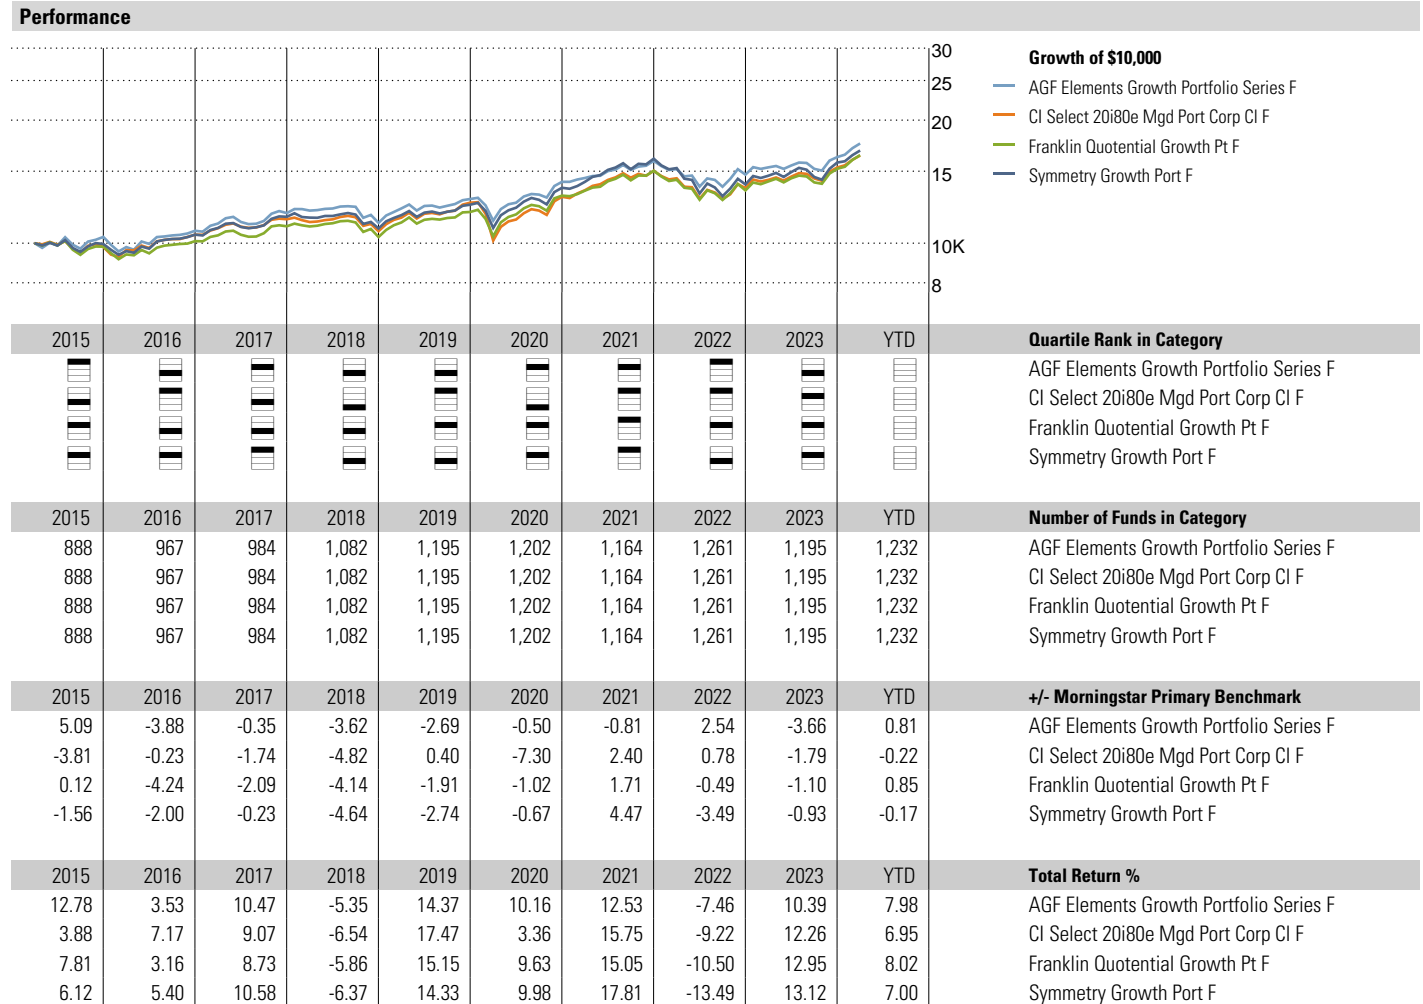 Performance
30
25
20
15
10K
8
Growth of $10,000
AGF Elements Growth Portfolio Series F
CI Select 20i80e Mgd Port Corp Cl F
Franklin Quotential Growth Pt F
Symmetry Growth Port F
2015 2016 2017 2018 2019 2020 2021 2022 2023 YTD Quartile Rank in Category
AGF Elements Growth Portfolio Series F
CI Select 20i80e Mgd Port Corp Cl F
Franklin Quotential Growth Pt F
Symmetry Growth Port F
2015 2016 2017 2018 2019 2020 2021 2022 2023 YTD Number of Funds in Category
888 967 984 1,082 1,195 1,202 1,164 1,261 1,195 1,232 AGF Elements Growth Portfolio Series F
888 967 984 1,082 1,195 1,202 1,164 1,261 1,195 1,232 CI Select 20i80e Mgd Port Corp Cl F
888 967 984 1,082 1,195 1,202 1,164 1,261 1,195 1,232 Franklin Quotential Growth Pt F
888 967 984 1,082 1,195 1,202 1,164 1,261 1,195 1,232 Symmetry Growth Port F
2015 2016 2017 2018 2019 2020 2021 2022 2023 YTD +/- Morningstar Primary Benchmark
5.09 -3.88 -0.35 -3.62 -2.69 -0.50 -0.81 2.54 -3.66 0.81 AGF Elements Growth Portfolio Series F
-3.81 -0.23 -1.74 -4.82 0.40 -7.30 2.40 0.78 -1.79 -0.22 CI Select 20i80e Mgd Port Corp Cl F
0.12 -4.24 -2.09 -4.14 -1.91 -1.02 1.71 -0.49 -1.10 0.85 Franklin Quotential Growth Pt F
-1.56 -2.00 -0.23 -4.64 -2.74 -0.67 4.47 -3.49 -0.93 -0.17 Symmetry Growth Port F
2015 2016 2017 2018 2019 2020 2021 2022 2023 YTD Total Return %
12.78 3.53 10.47 -5.35 14.37 10.16 12.53 -7.46 10.39 7.98 AGF Elements Growth Portfolio Series F
3.88 7.17 9.07 -6.54 17.47 3.36 15.75 -9.22 12.26 6.95 CI Select 20i80e Mgd Port Corp Cl F
7.81 3.16 8.73 -5.86 15.15 9.63 15.05 -10.50 12.95 8.02 Franklin Quotential Growth Pt F
6.12 5.40 10.58 -6.37 14.33 9.98 17.81 -13.49 13.12 7.00 Symmetry Growth Port F